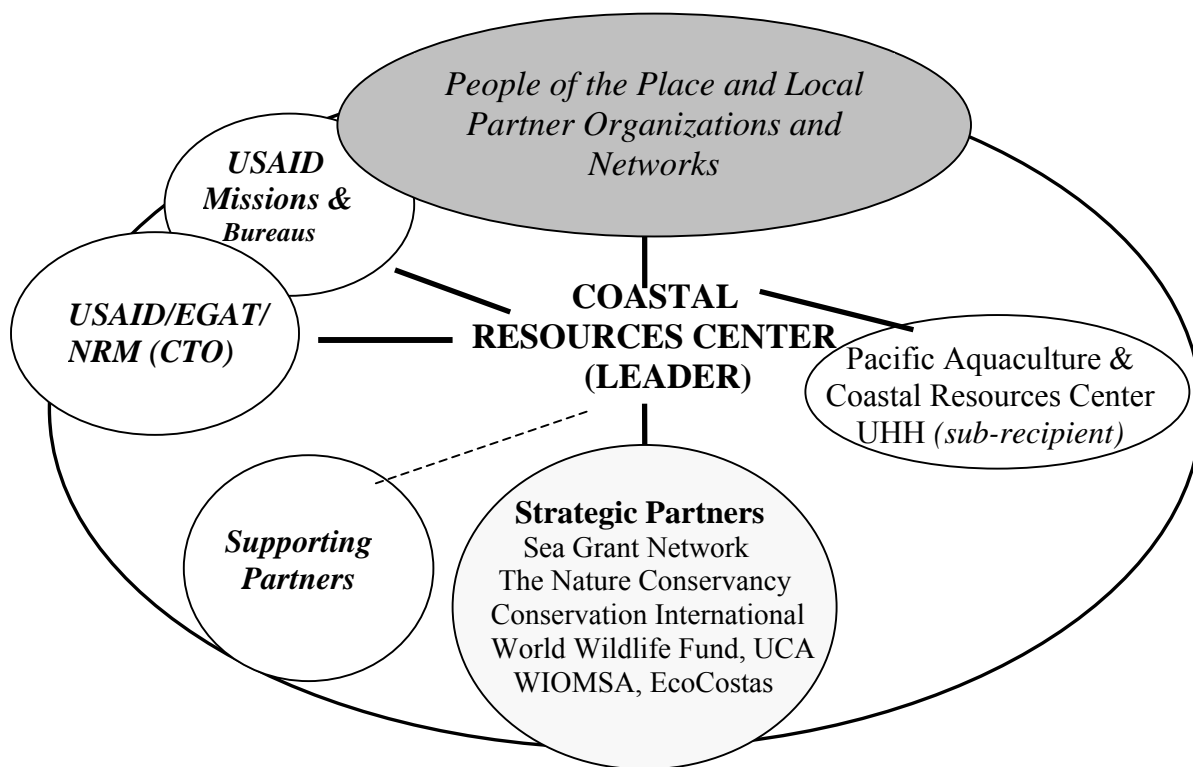 People of the Place and Local
Partner Organizations and
Networks
USAID
Missions &
Bureaus
USAID/EGAT/
NRM (CTO)
COASTAL
RESOURCES CENTER
(LEADER)
Pacific Aquaculture &
Coastal Resources Center
UHH (sub-recipient)
Supporting
Partners
Strategic Partners
Sea Grant Network
The Nature Conservancy
Conservation International
World Wildlife Fund, UCA
WIOMSA, EcoCostas